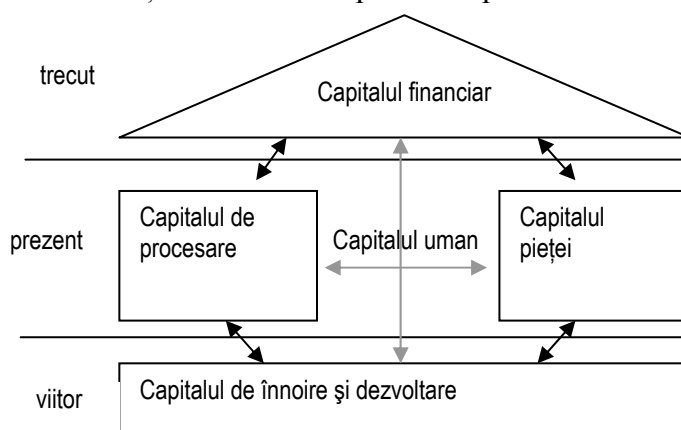 trecut
Capitalul financiar
Capitalul de
procesare
prezent
Capitalul uman
Capitalul
pieței
viitor
Capitalul de înnoire şi dezvoltare